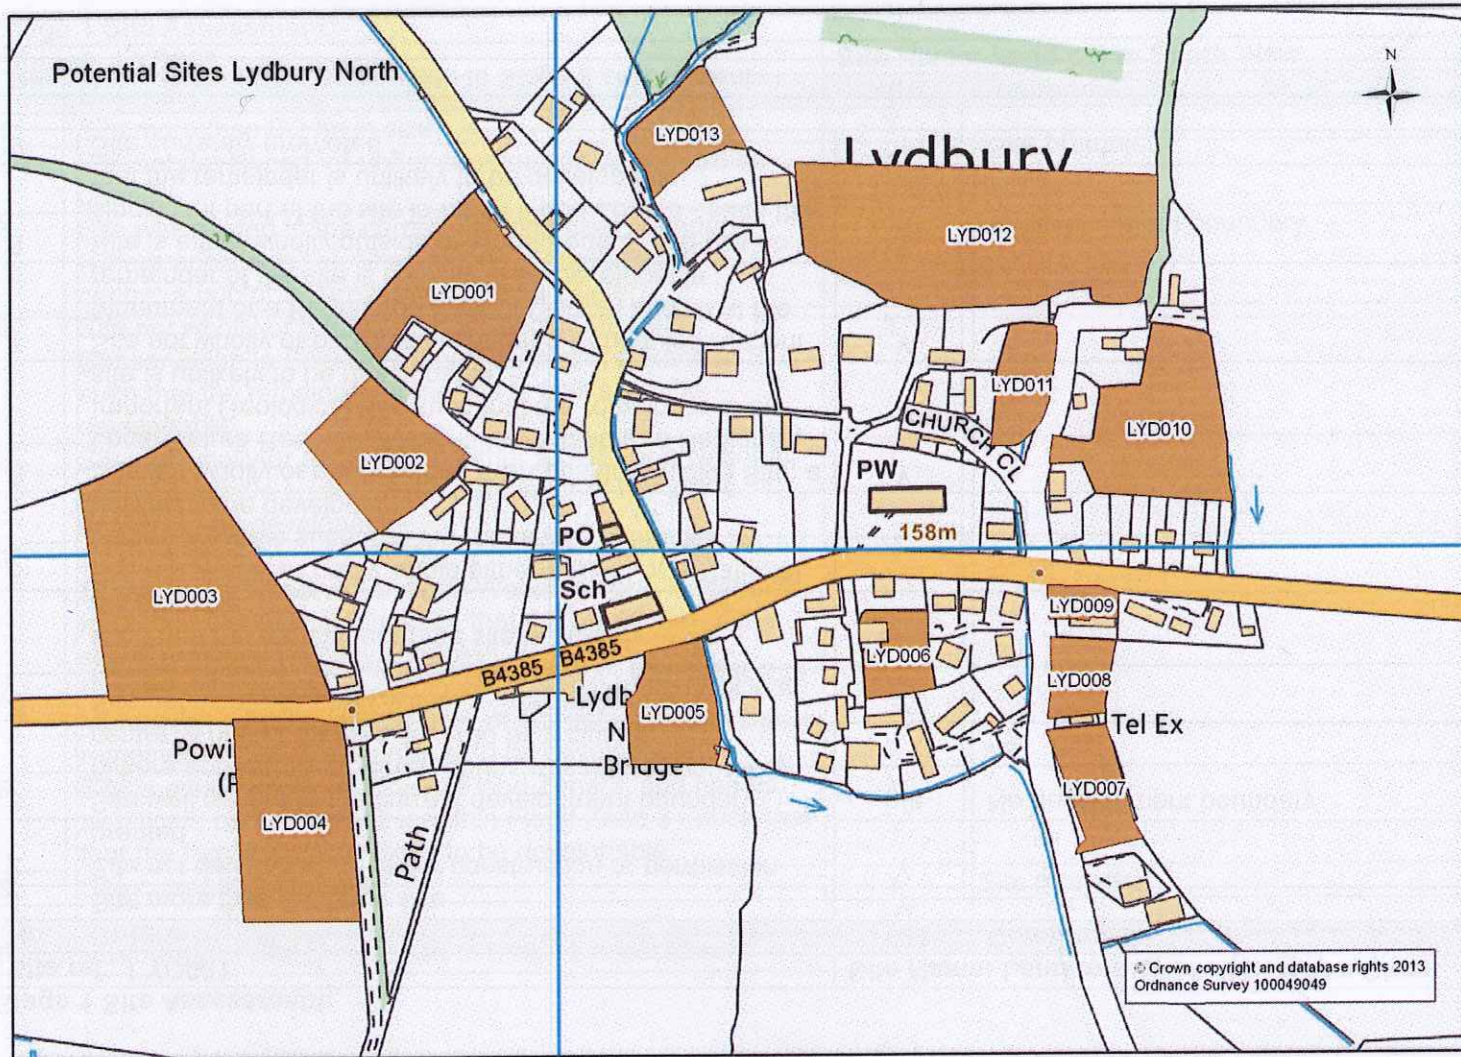 Potential Sites Lydbury North
N
LYD013
Lydbury
LYD012
LYD001
LYD011
LYD010
CHURCH CL
LYD002
PW
158m
PO
LYD003
Sch
LYD009
B4385
B4385
LYD006
LYD008
LYD005
N
Bridge
Tel Ex
LYD004
LYD007
Path
© Crown copyright and database rights 2013
Ordnance Survey 100049049